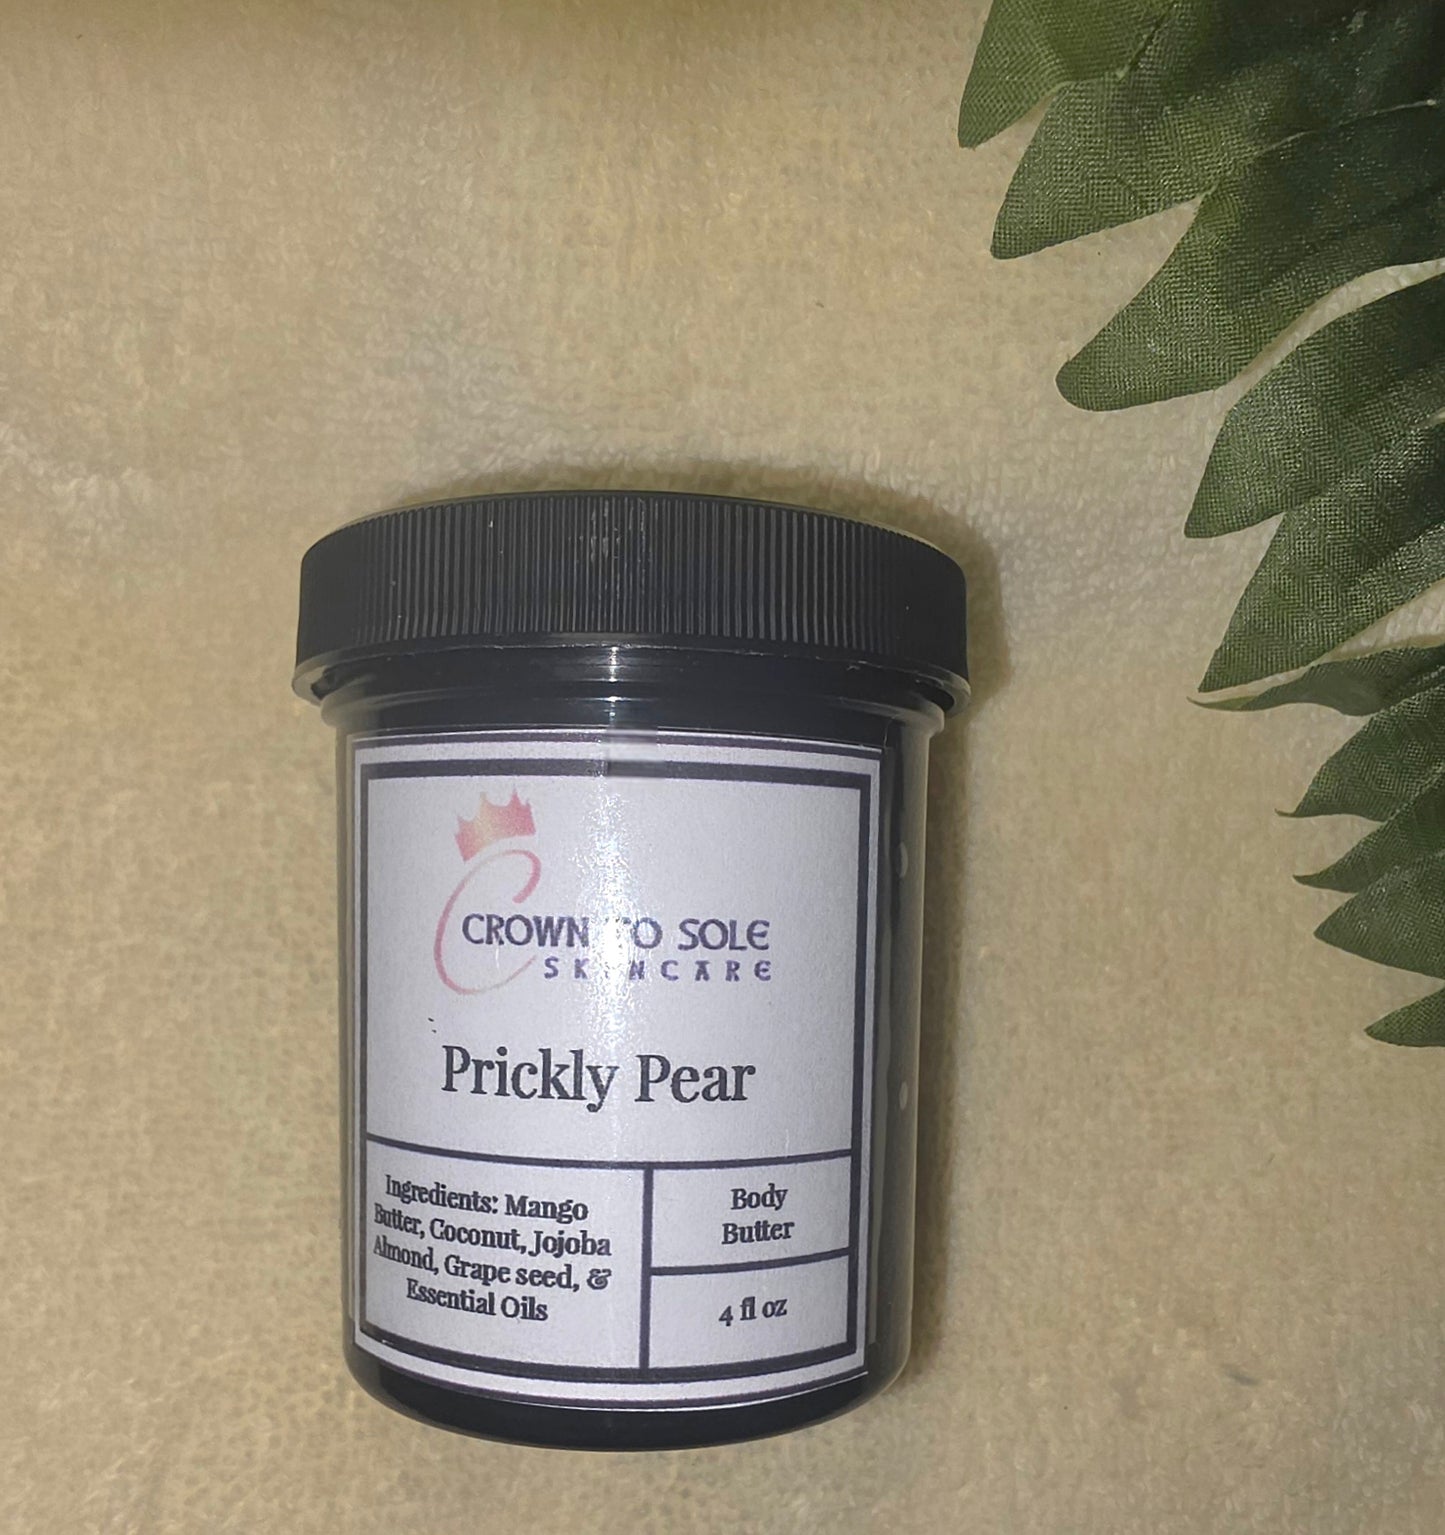 CROWN TO SOLE
SKINCARE
Prickly Pear
Ingredients: Mango
Butter, Coconut, Jojoba
Almond, Grape seed, &
Essential Oils
Body
Butter
4 fl oz